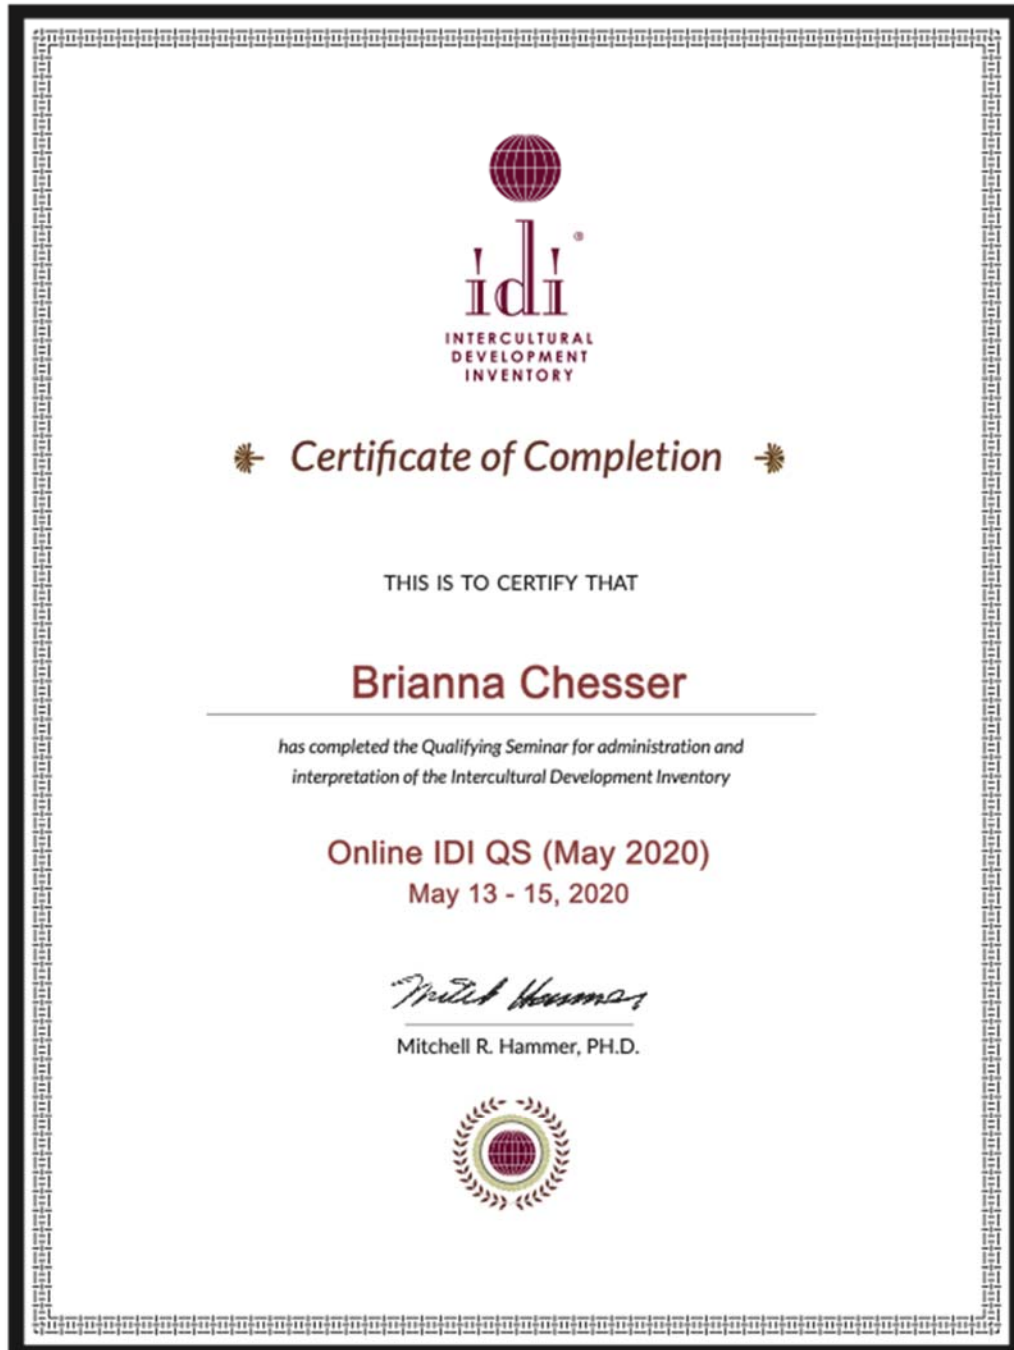 idi®
INTERCULTURAL
DEVELOPMENT
INVENTORY
Certificate of Completion
THIS IS TO CERTIFY THAT
Brianna Chesser
has completed the Qualifying Seminar for administration and
interpretation of the Intercultural Development Inventory
Online IDI QS (May 2020)
May 13 - 15, 2020
Mitch Hammer
Mitchell R. Hammer, PH.D.